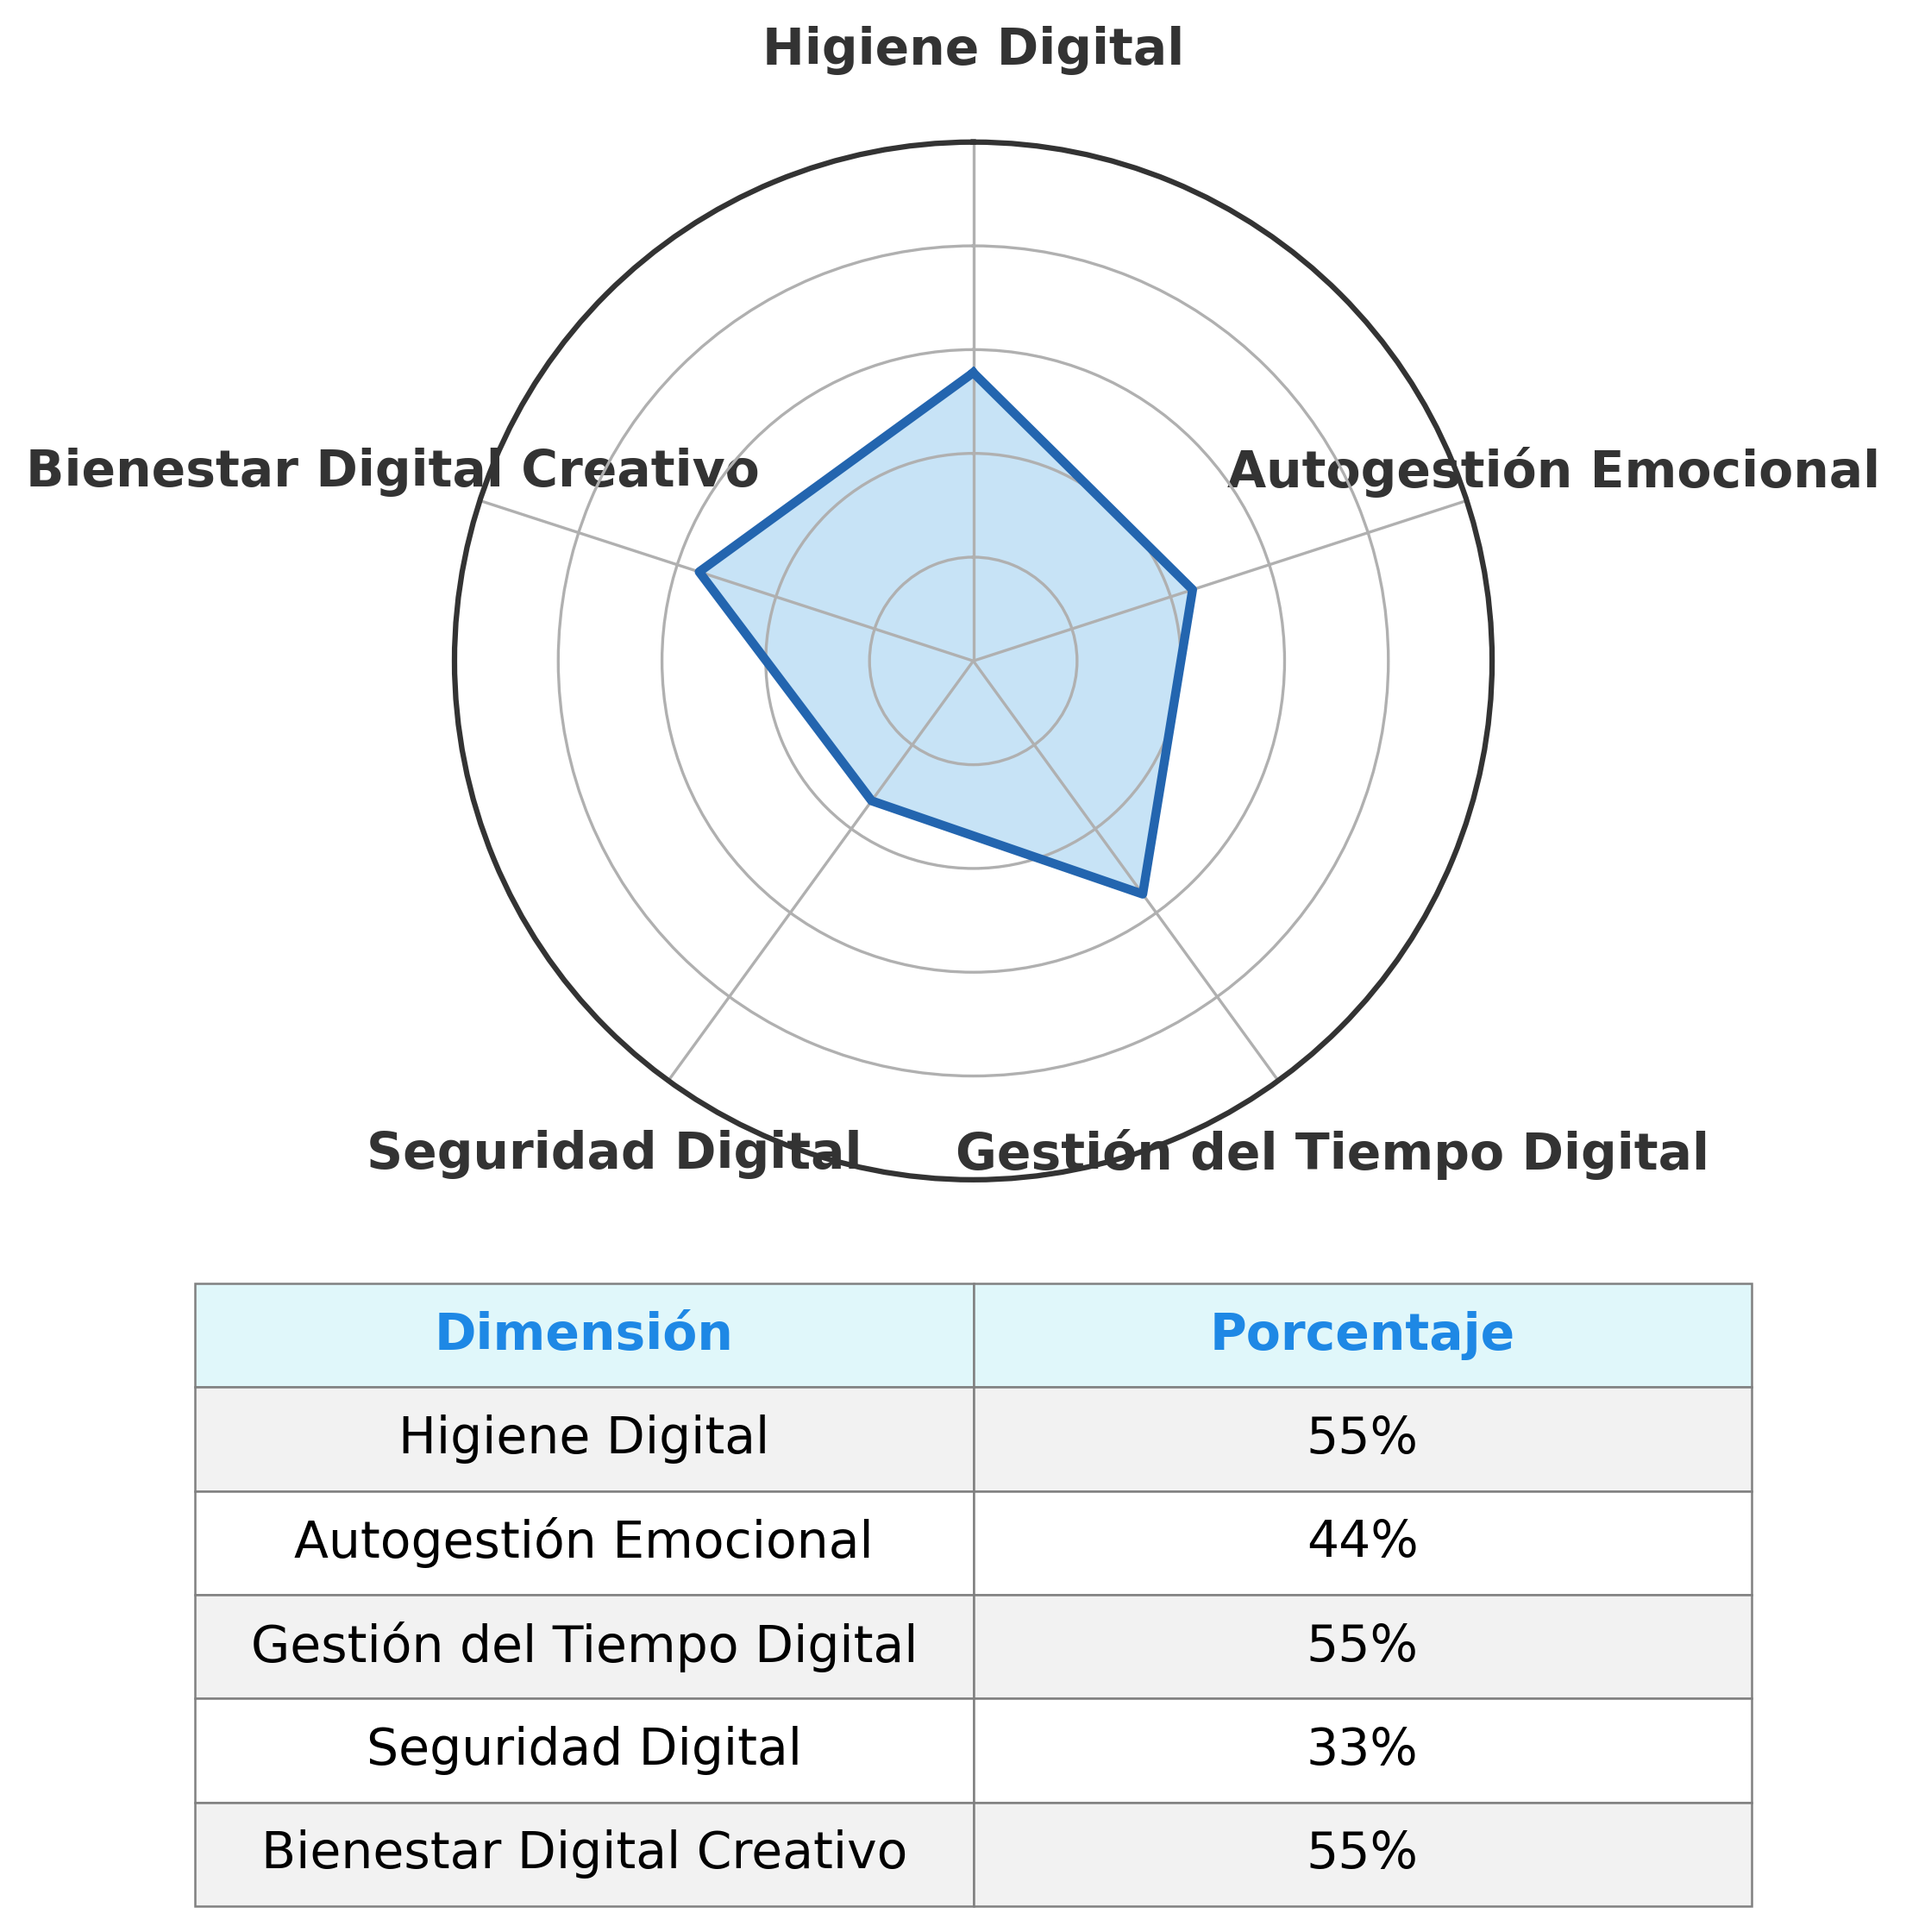 Higiene Digital
Bienestar Digital Creativo
Autogestión Emocional
Seguridad Digital
Gestión del Tiempo Digital
Dimensión Porcentaje
Higiene Digital 55%
Autogestión Emocional 44%
Gestión del Tiempo Digital 55%
Seguridad Digital 33%
Bienestar Digital Creativo 55%